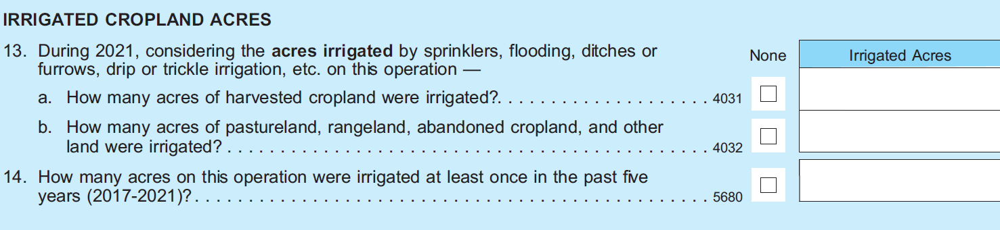 IRRIGATED CROPLAND ACRES
13. During 2021, considering the acres irrigated by sprinklers, flooding, ditches or
furrows, drip or trickle irrigation, etc. on this operation —
None
Irrigated Acres
a. How many acres of harvested cropland were irrigated?. . . . . . . . . . . . . . . . . . . . 4031
b. How many acres of pastureland, rangeland, abandoned cropland, and other
land were irrigated? . . . . . . . . . . . . . . . . . . . . . . . . . . . . . . . . . . . . . . . . . . . . . 4032
14. How many acres on this operation were irrigated at least once in the past five
years (2017-2021)?. . . . . . . . . . . . . . . . . . . . . . . . . . . . . . . . . . . . . . . . . . . . . . . . 5680